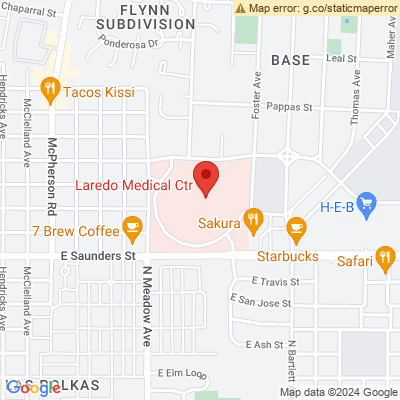 Chaparral St
FLYNN
SUBDIVISION
Ponderosa Dr
Map error: g.co/staticmaperror
Maher Ave
BASE
Leal St
Foster Ave
Thomas Ave
Tacos Kissi
Pappas St
Hendricks Ave
McClelland Ave
McPherson Rd
Laredo Medical Ctr
H-E-B
Sakura
7 Brew Coffee
Starbucks
E Saunders St
Safari
N Meadow Ave
E Travis St
Hendricks Ave
McClelland Ave
E San Jose St
E Ash St
N Bartlett
E Elm Loop
LAS POLKAS
Google
Map data ©2024 Google